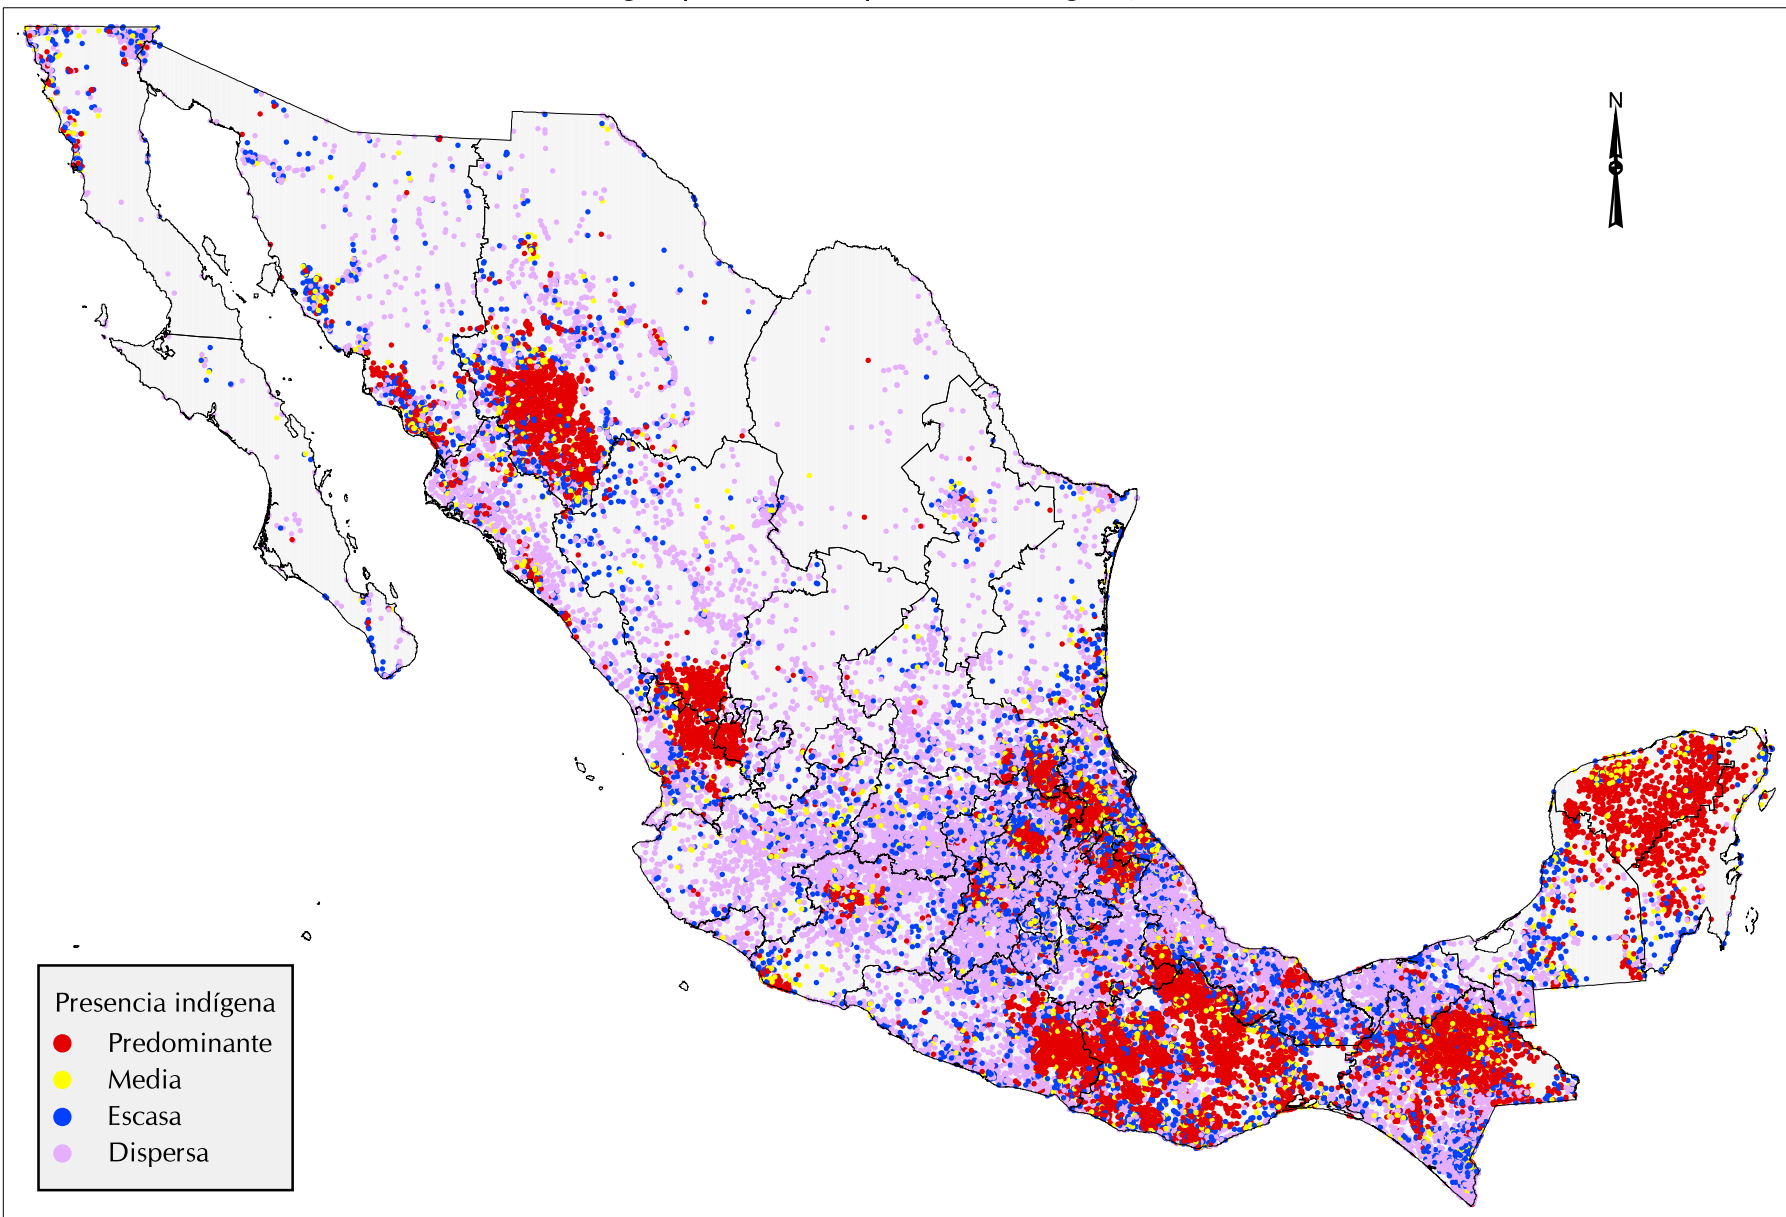 N
Presencia indígena
Predominante
Media
Escasa
Dispersa